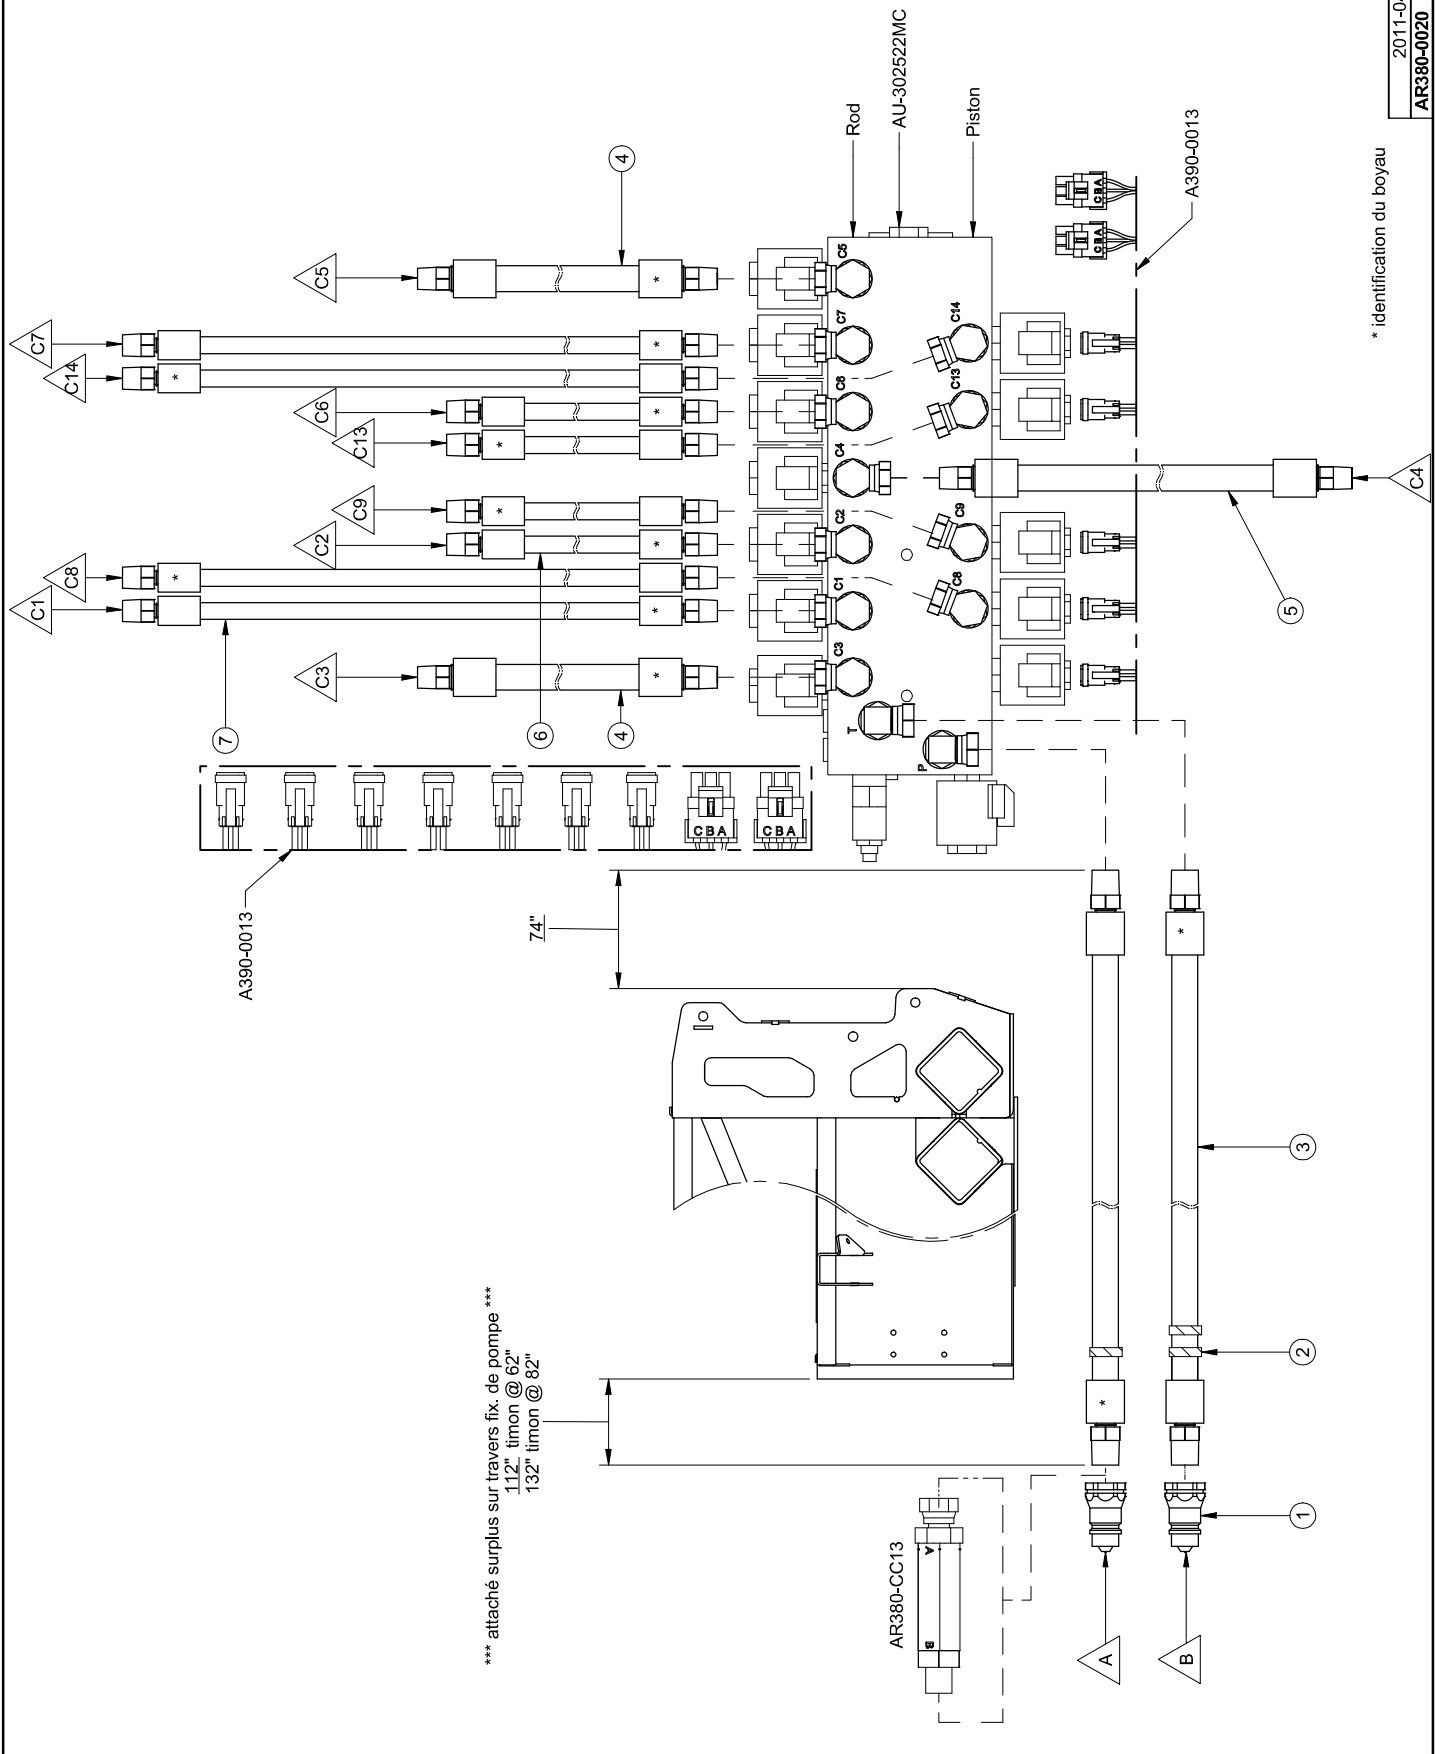 C7
C14
C5
C6
C13
C9
C2
C8
C1
C3
*
*
*
*
*
*
*
*
*
*
4
7
6
4
Rod
AU-302522MC
Piston
C5
C7
C6
C4
C2
C1
C3
C14
C13
C9
C8
T
P
C B A
C B A
A390-0013
C4
5
C B A
C B A
A390-0013
* identification du boyau
AR380-0020
74"
*** attaché surplus sur travers fix. de pompe ***
112" timon @ 62"
132" timon @ 82"
AR380-CC13
A
B
*
*
3
2
1
A
B